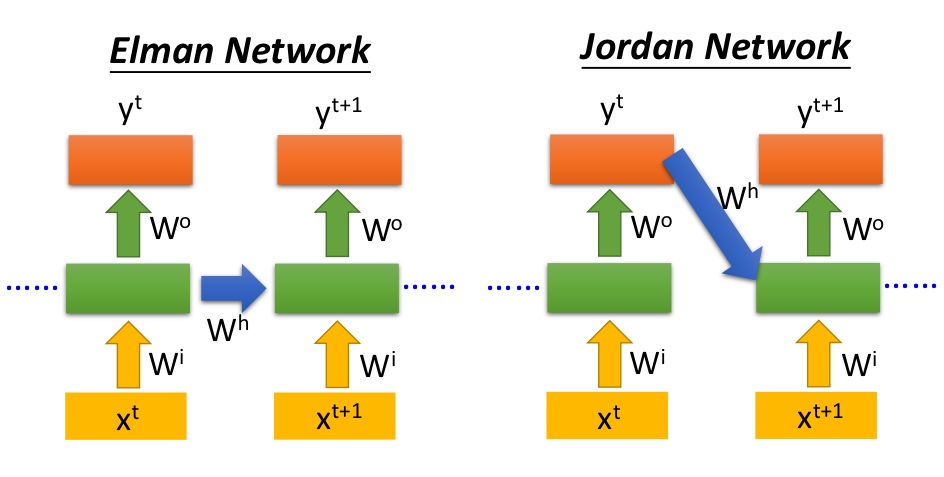 Elman Network
yᵗ
yᵗ⁺¹
Wᵒ
Wᵒ
Wʰ
Wⁱ
Wⁱ
xᵗ
xᵗ⁺¹
Jordan Network
yᵗ
yᵗ⁺¹
Wʰ
Wᵒ
Wᵒ
Wⁱ
Wⁱ
xᵗ
xᵗ⁺¹